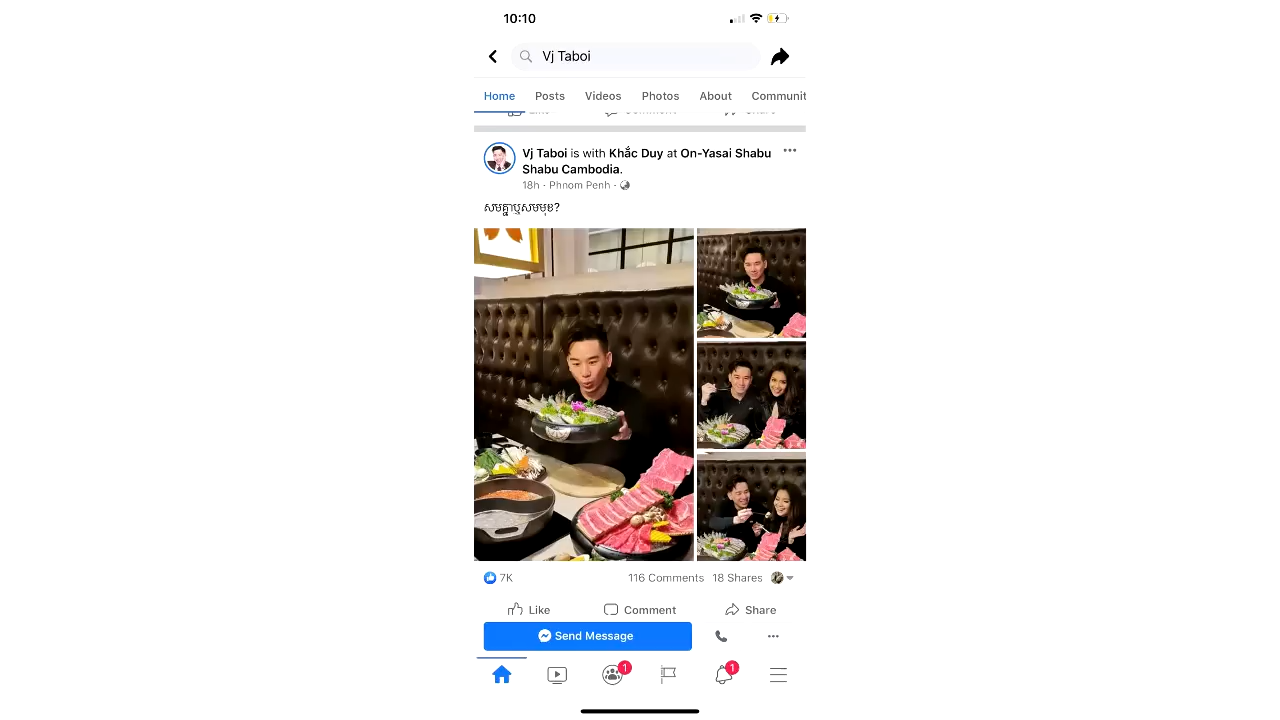 10:10
Vj Taboi
Home Posts Videos Photos About Communit
Vj Taboi is with Khắc Duy at On-Yasai Shabu
Shabu Cambodia.
18h · Phnom Penh ·
សមគ្នាឬសមមុខ?
7K 116 Comments 18 Shares
Like Comment Share
Send Message
1 1